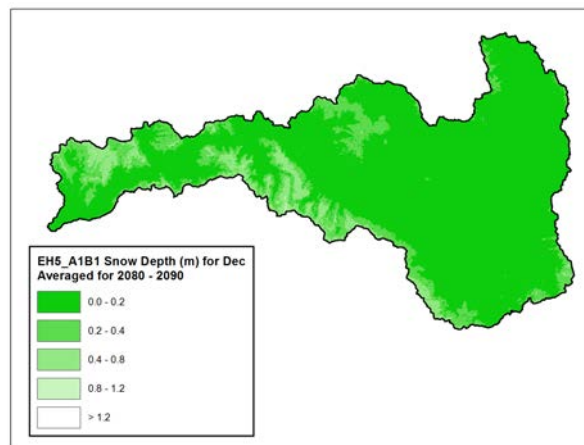 EH5_A1B1 Snow Depth (m) for Dec
Averaged for 2080 - 2090
0.0 - 0.2
0.2 - 0.4
0.4 - 0.8
0.8 - 1.2
> 1.2